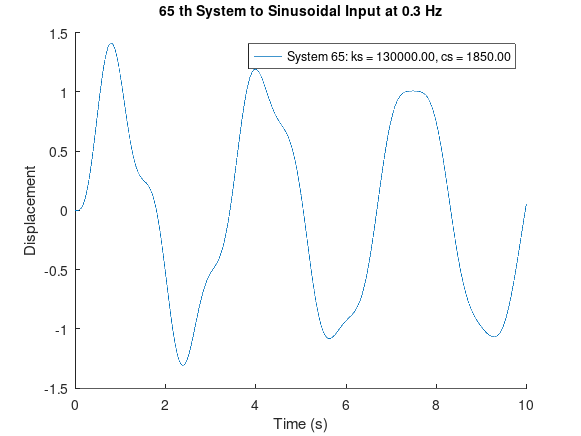 65 th System to Sinusoidal Input at 0.3 Hz
System 65: ks = 130000.00, cs = 1850.00
Displacement
1.5
1
0.5
0
-0.5
-1
-1.5
0 2 4 6 8 10
Time (s)